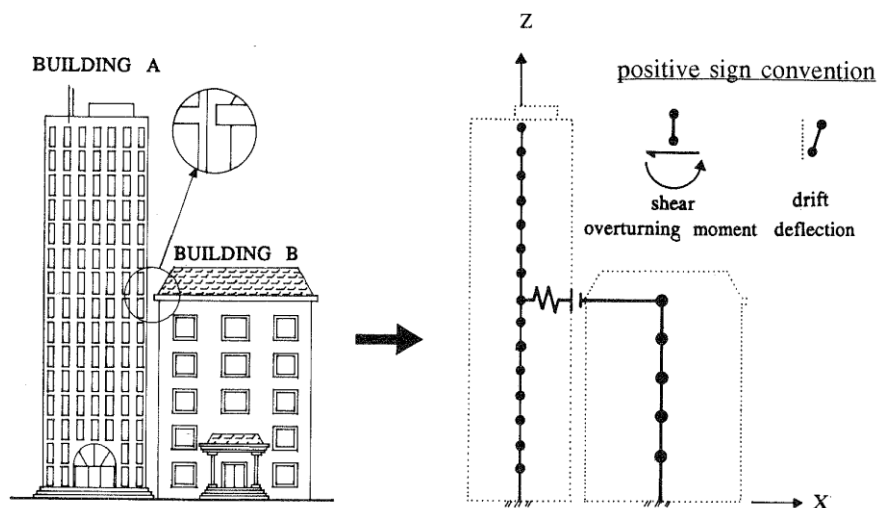 BUILDING A
BUILDING B
Z
positive sign convention
shear
overturning moment
drift
deflection
X